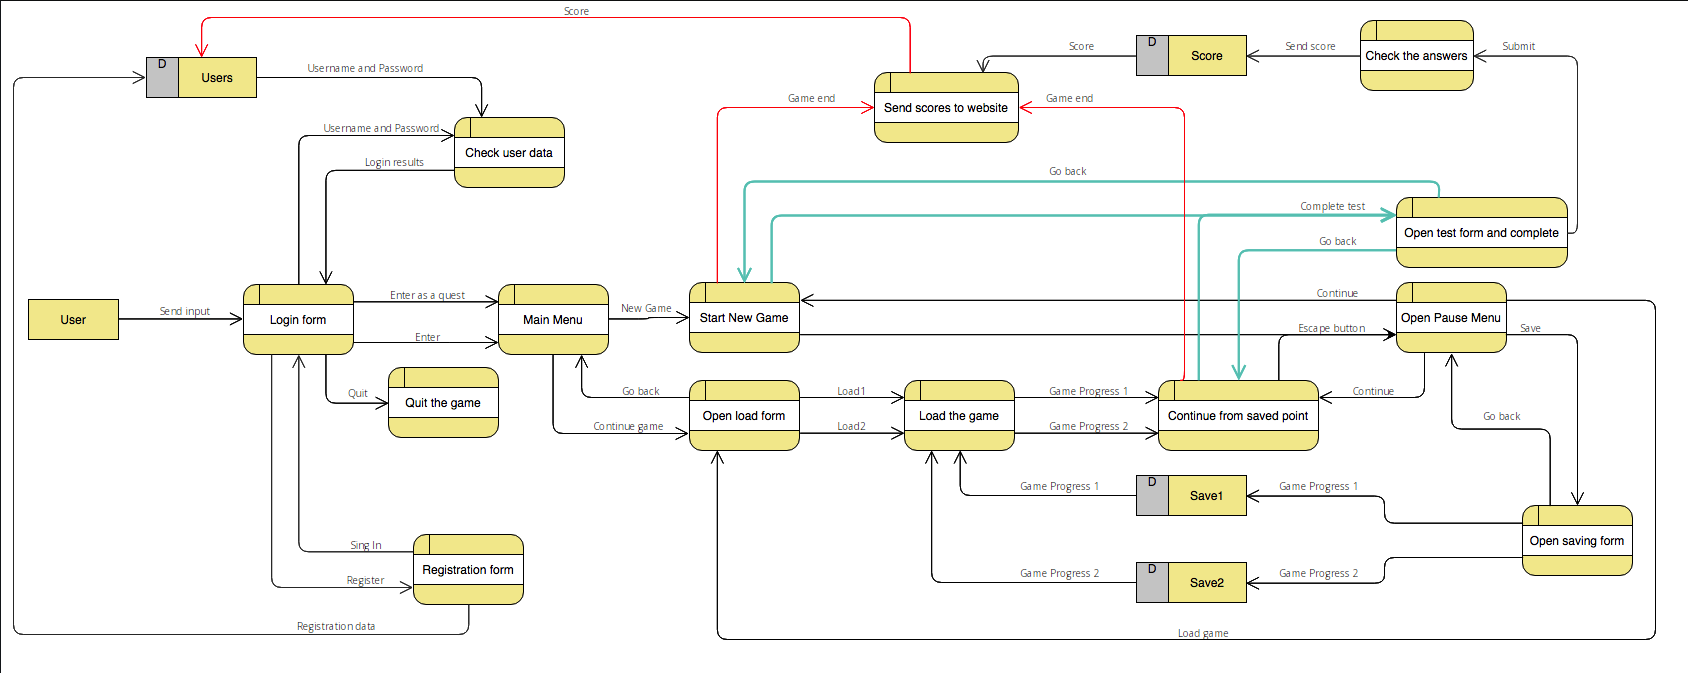 Score
D
Users
Username and Password
Score
D
Score
Send score
Check the answers
Submit
Game end
Send scores to website
Game end
Username and Password
Check user data
Login results
Go back
Complete test
Open test form and complete
Go back
User
Send input
Login form
Enter as a quest
Enter
Main Menu
New Game
Start New Game
Continue
Escape button
Open Pause Menu
Save
Quit
Quit the game
Go back
Continue game
Open load form
Load1
Load2
Load the game
Game Progress 1
Game Progress 2
Continue from saved point
Continue
Go back
Game Progress 1
D
Save1
Game Progress 1
Open saving form
Game Progress 2
D
Save2
Game Progress 2
Sing In
Registration form
Register
Registration data
Load game